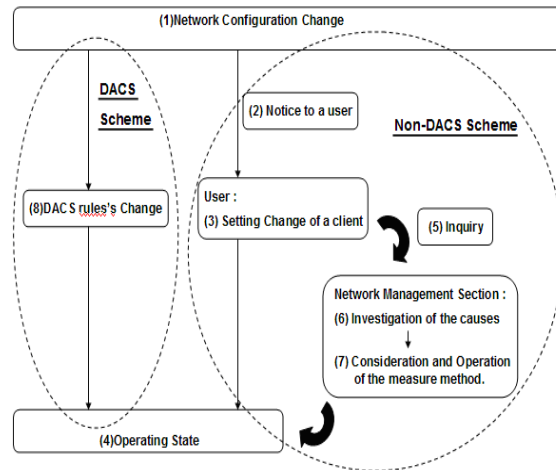 (1)Network Configuration Change
DACS
Scheme
(2) Notice to a user
Non-DACS Scheme
(8)DACS rules's Change
User :
(3) Setting Change of a client
(5) Inquiry
Network Management Section :
(6) Investigation of the causes
(7) Consideration and Operation
of the measure method.
(4)Operating State